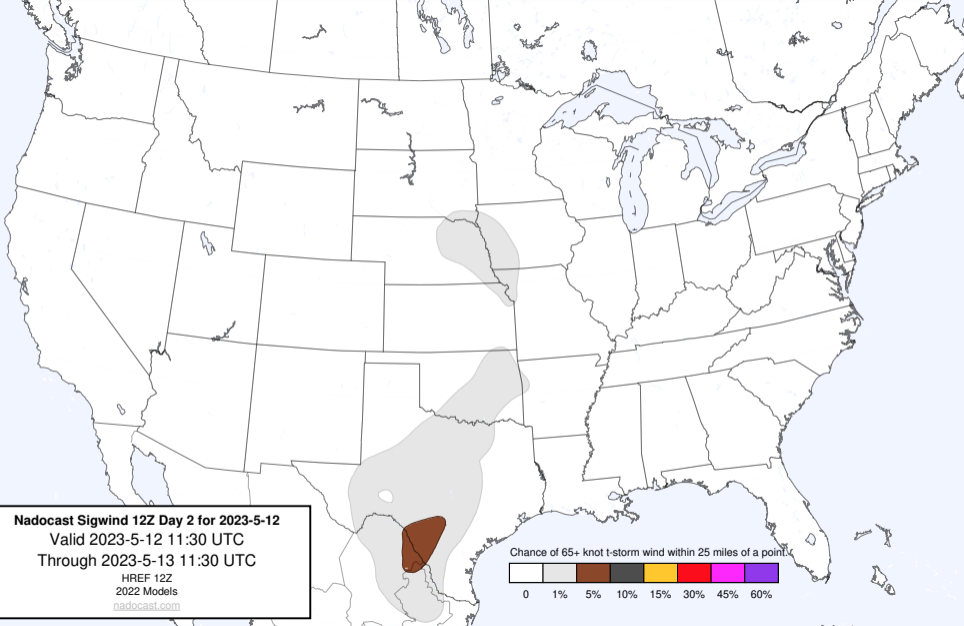 Nadocast Sigwind 12Z Day 2 for 2023-5-12
Valid 2023-5-12 11:30 UTC
Through 2023-5-13 11:30 UTC
HREF 12Z
2022 Models
nadocast.com
Chance of 65+ knot t-storm wind within 25 miles of a point.
0 1% 5% 10% 15% 30% 45% 60%